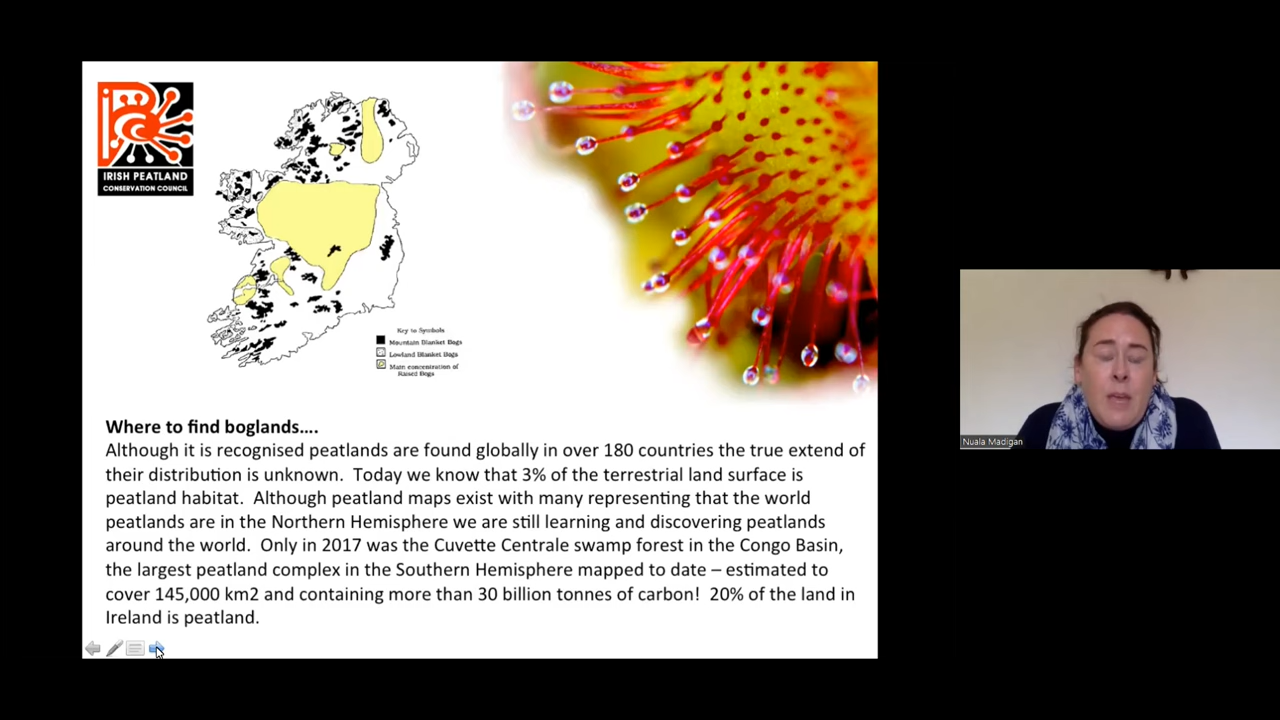 IPCC
IRISH PEATLAND
CONSERVATION COUNCIL
Key to Symbols
Mountain Blanket Bogs
Lowland Blanket Bogs
Main concentration of
Raised Bogs
Where to find boglands....
Although it is recognised peatlands are found globally in over 180 countries the true extend of
their distribution is unknown.  Today we know that 3% of the terrestrial land surface is
peatland habitat.  Although peatland maps exist with many representing that the world
peatlands are in the Northern Hemisphere we are still learning and discovering peatlands
around the world.  Only in 2017 was the Cuvette Centrale swamp forest in the Congo Basin,
the largest peatland complex in the Southern Hemisphere mapped to date – estimated to
cover 145,000 km2 and containing more than 30 billion tonnes of carbon!  20% of the land in
Ireland is peatland.
Nuala Madigan